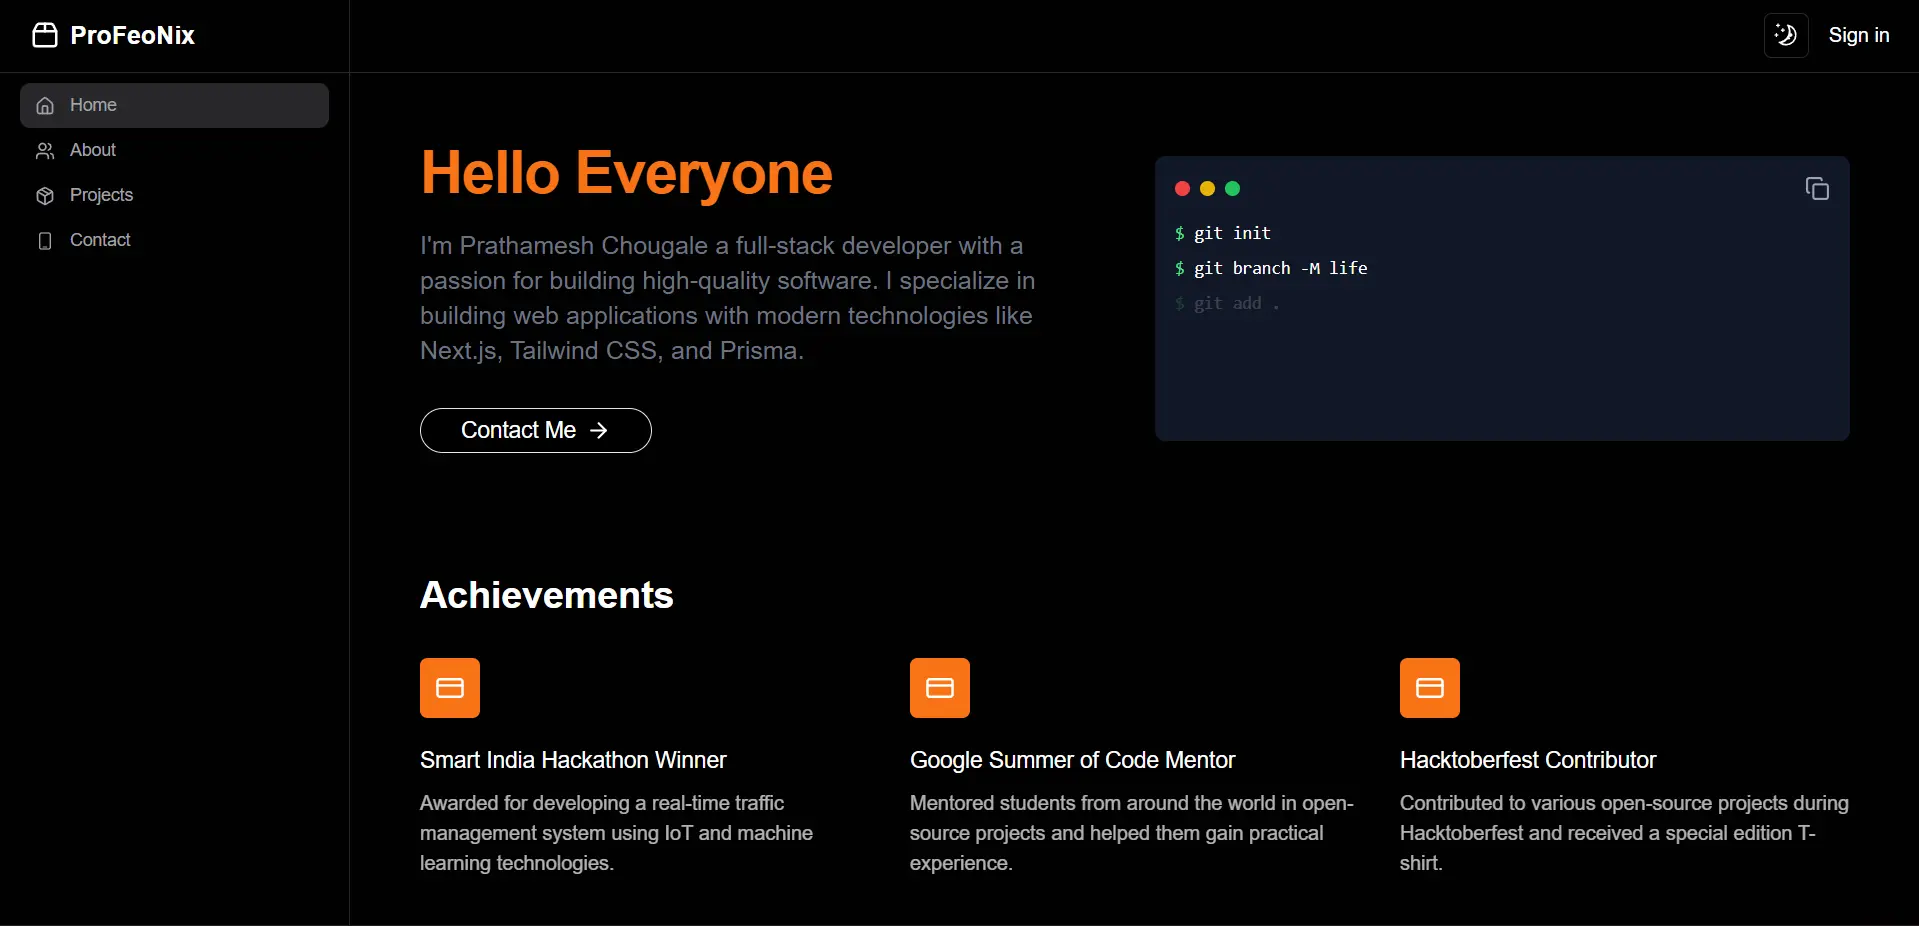 ProFeoNix
Sign in
Home
About
Projects
Contact
Hello Everyone
I'm Prathamesh Chougale a full-stack developer with a
passion for building high-quality software. I specialize in
building web applications with modern technologies like
Next.js, Tailwind CSS, and Prisma.
Contact Me
$ git init
$ git branch -M life
$ git add .
Achievements
Smart India Hackathon Winner
Awarded for developing a real-time traffic
management system using IoT and machine
learning technologies.
Google Summer of Code Mentor
Mentored students from around the world in open-
source projects and helped them gain practical
experience.
Hacktoberfest Contributor
Contributed to various open-source projects during
Hacktoberfest and received a special edition T-
shirt.